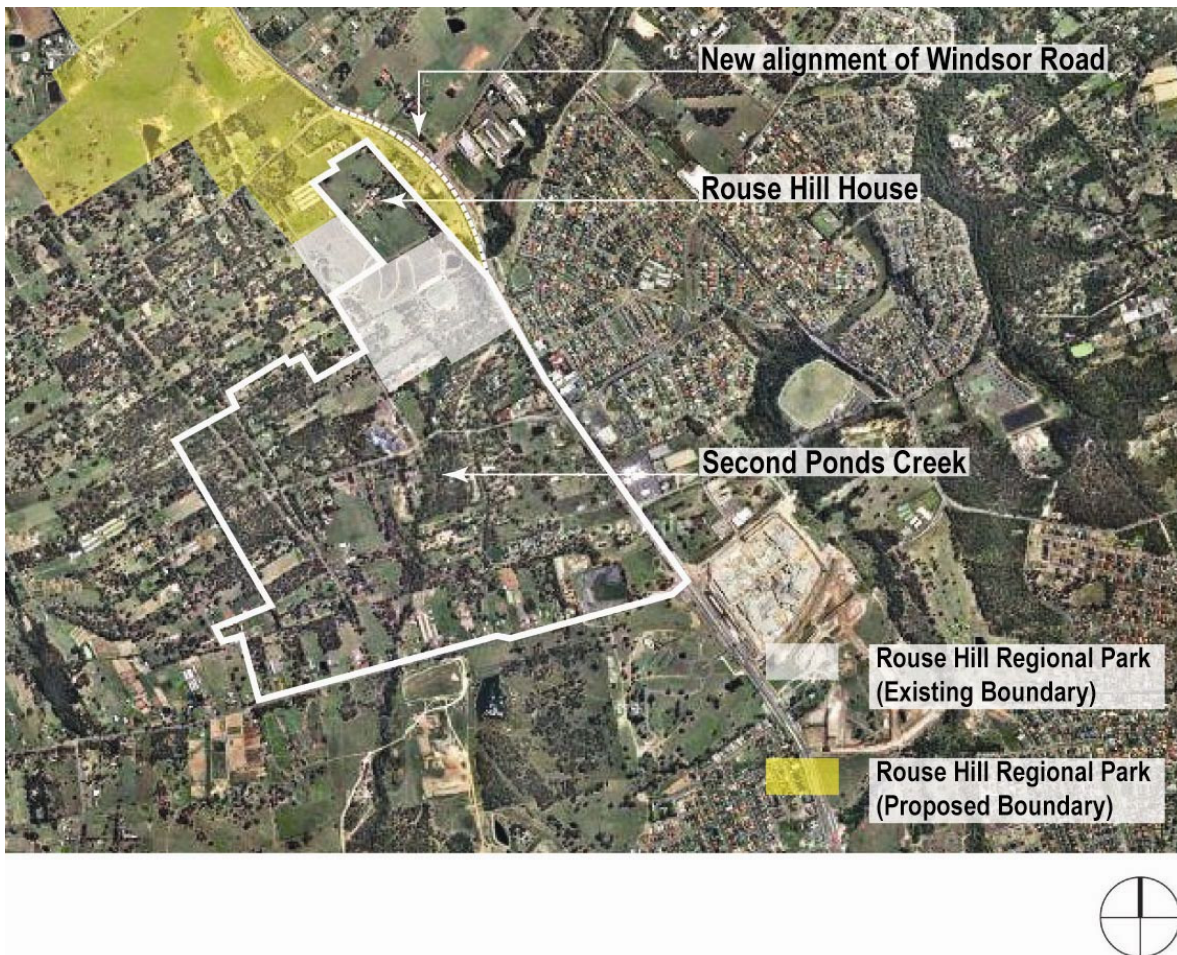 New alignment of Windsor Road
Rouse Hill House
Second Ponds Creek
Rouse Hill Regional Park
(Existing Boundary)
Rouse Hill Regional Park
(Proposed Boundary)